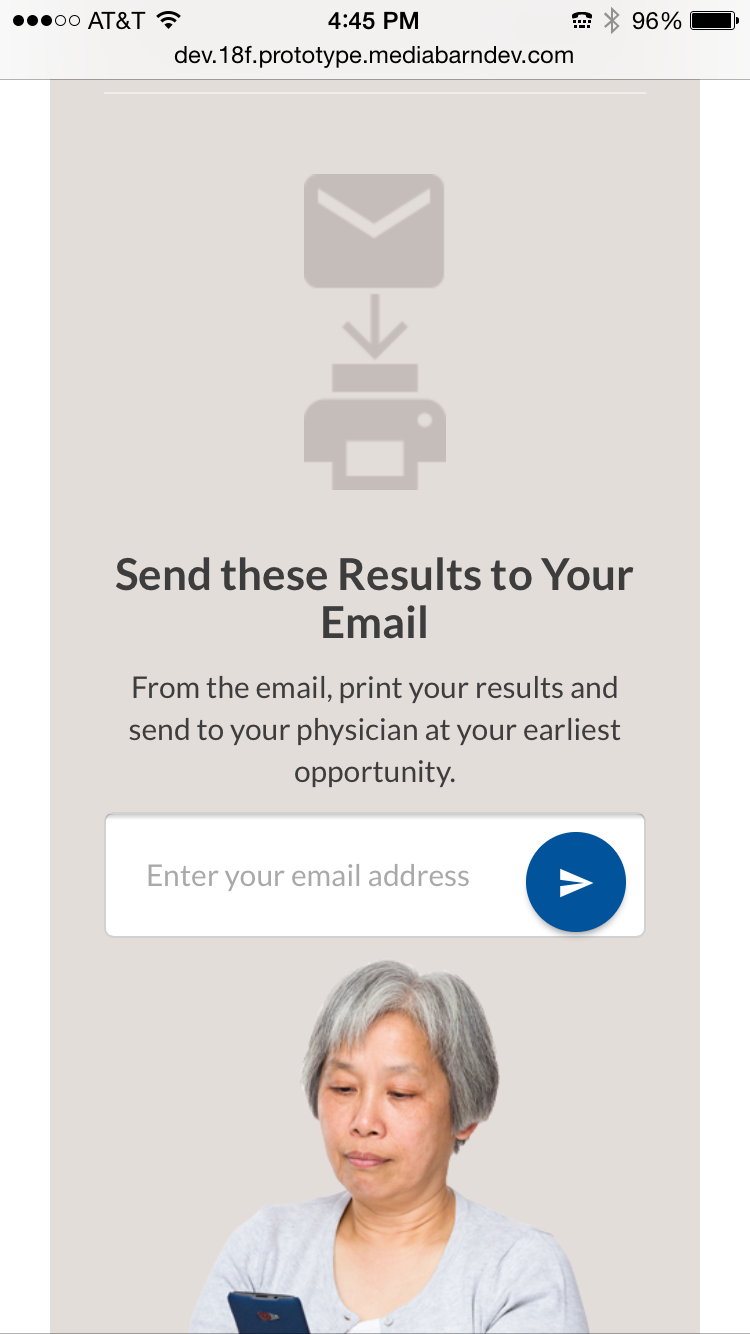 AT&T 4:45 PM 96%
dev.18f.prototype.mediabarndev.com
Send these Results to Your
Email
From the email, print your results and
send to your physician at your earliest
opportunity.
Enter your email address